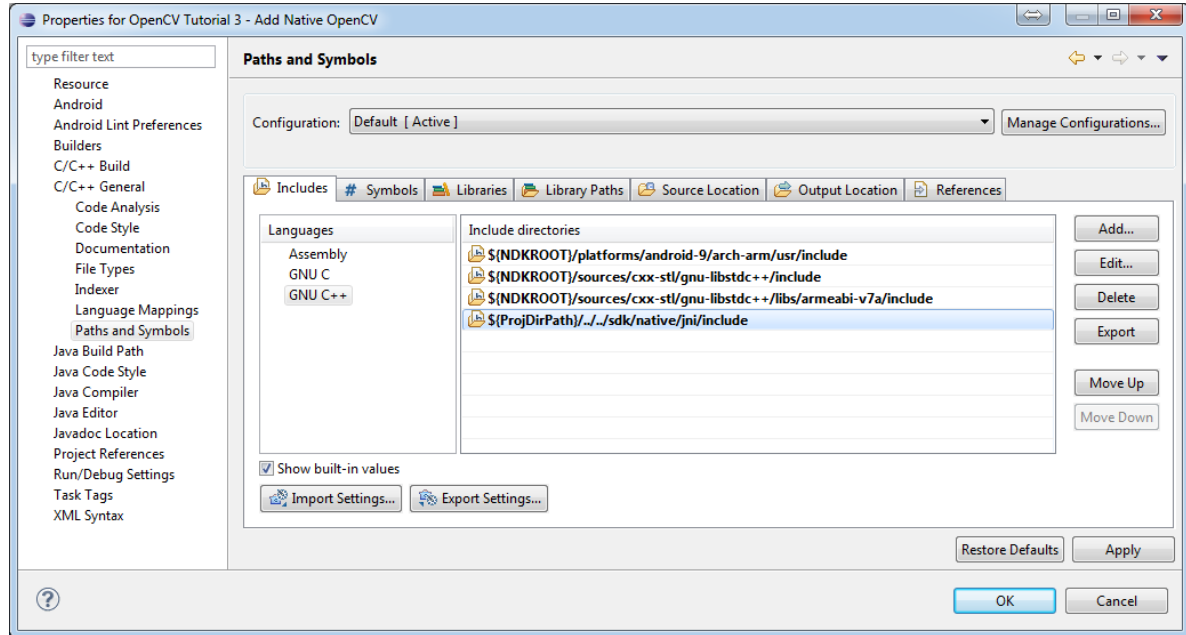 Properties for OpenCV Tutorial 3 - Add Native OpenCV
type filter text
Resource
Android
Android Lint Preferences
Builders
C/C++ Build
C/C++ General
Code Analysis
Code Style
Documentation
File Types
Indexer
Language Mappings
Paths and Symbols
Java Build Path
Java Code Style
Java Compiler
Java Editor
Javadoc Location
Project References
Run/Debug Settings
Task Tags
XML Syntax
Paths and Symbols
Configuration: Default [ Active ] Manage Configurations...
Includes # Symbols Libraries Library Paths Source Location Output Location References
Languages
Assembly
GNU C
GNU C++
Include directories
${NDKROOT}/platforms/android-9/arch-arm/usr/include
${NDKROOT}/sources/cxx-stl/gnu-libstdc++/include
${NDKROOT}/sources/cxx-stl/gnu-libstdc++/libs/armeabi-v7a/include
${ProjDirPath}/../../sdk/native/jni/include
Add...
Edit...
Delete
Export
Move Up
Move Down
Show built-in values
Import Settings... Export Settings...
Restore Defaults Apply
? OK Cancel